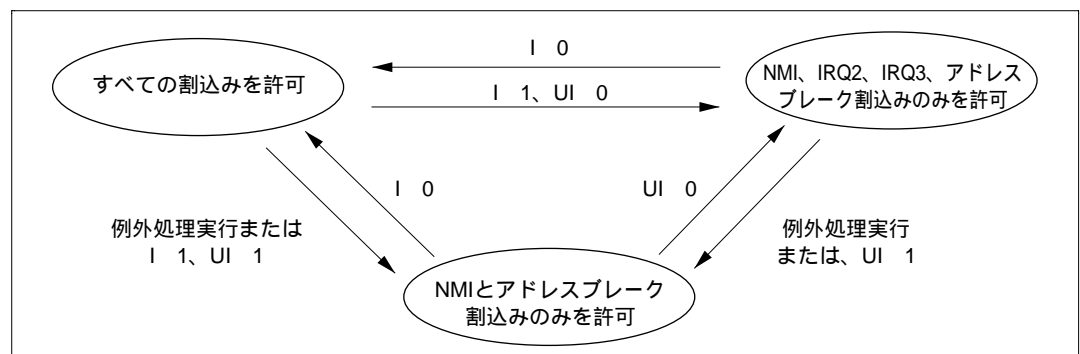 I 0
すべての割込みを許可
NMI、IRQ2、IRQ3、アドレス
ブレーク割込みのみを許可
I 1、UI 0
I 0
UI 0
例外処理実行または
I 1、UI 1
例外処理実行
または、UI 1
NMIとアドレスブレーク
割込みのみを許可